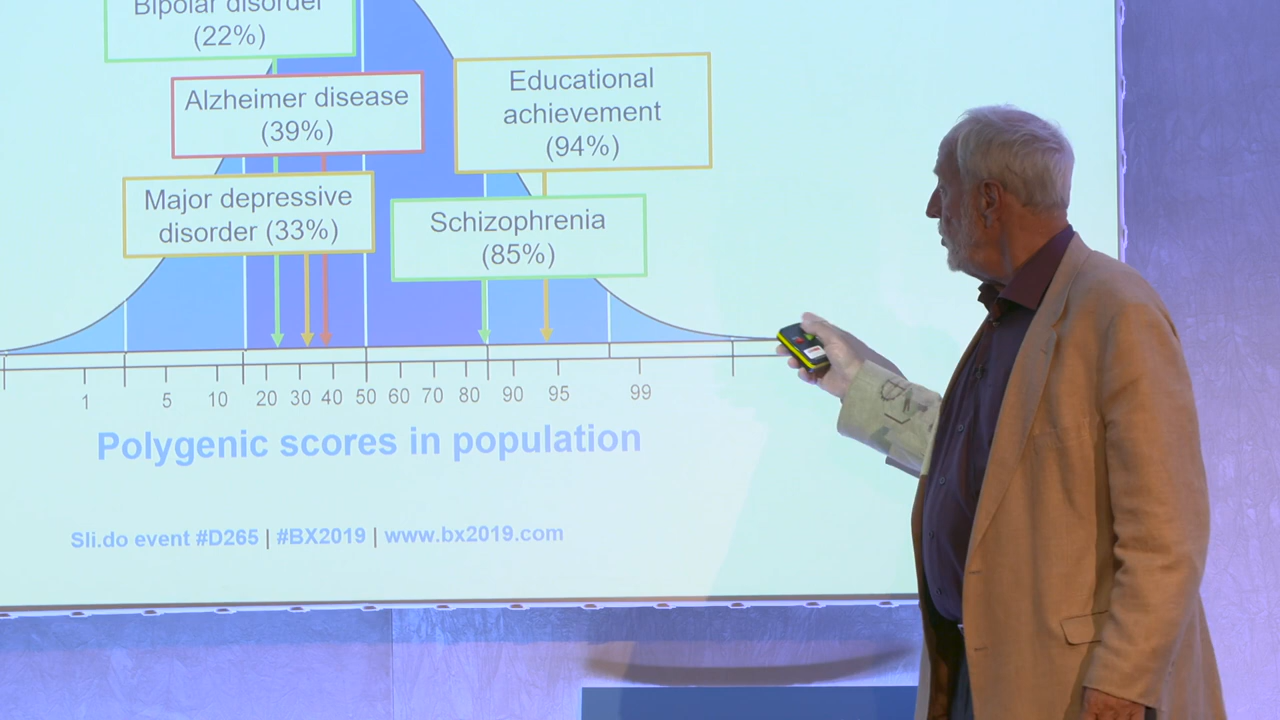 Bipolar disorder
(22%)
Alzheimer disease
(39%)
Educational
achievement
(94%)
Major depressive
disorder (33%)
Schizophrenia
(85%)
1 5 10 20 30 40 50 60 70 80 90 95 99
Polygenic scores in population
Sli.do event #D265 | #BX2019 | www.bx2019.com